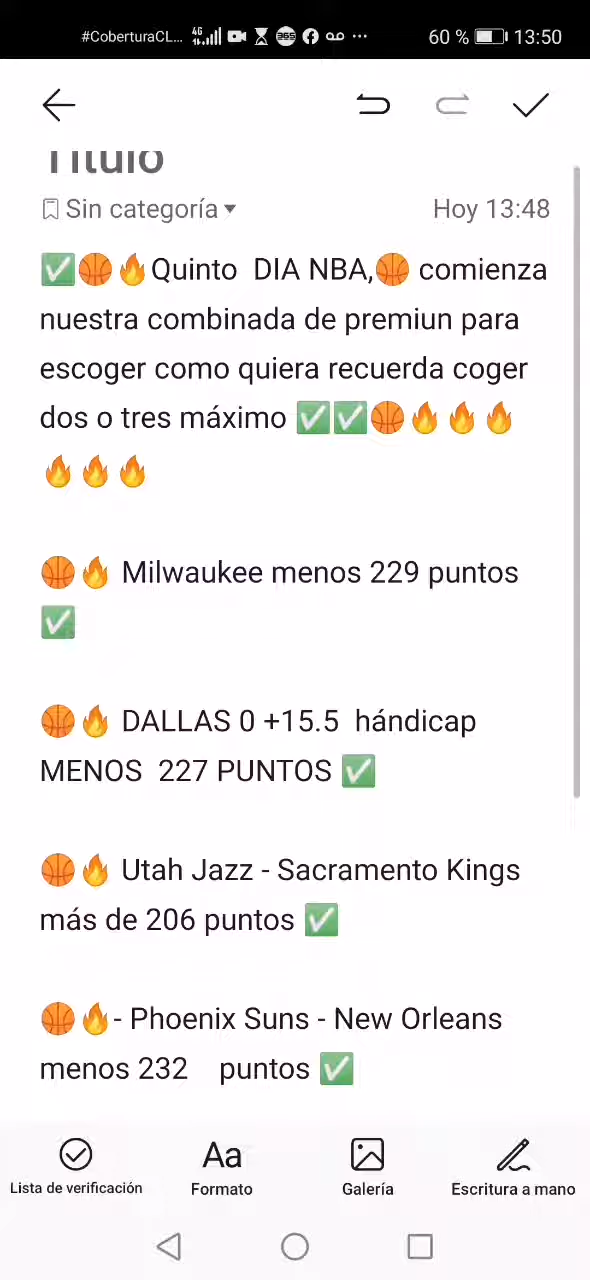 #CoberturaCL... 4G 365 60 % 13:50
Título
Sin categoría Hoy 13:48
✅🏀🔥Quinto DIA NBA,🏀 comienza
nuestra combinada de premiun para
escoger como quiera recuerda coger
dos o tres máximo ✅✅🏀🔥🔥🔥
🔥🔥🔥
🏀🔥 Milwaukee menos 229 puntos
✅
🏀🔥 DALLAS 0 +15.5 hándicap
MENOS 227 PUNTOS ✅
🏀🔥 Utah Jazz - Sacramento Kings
más de 206 puntos ✅
🏀🔥- Phoenix Suns - New Orleans
menos 232 puntos ✅
Lista de verificación Aa Formato Galería Escritura a mano